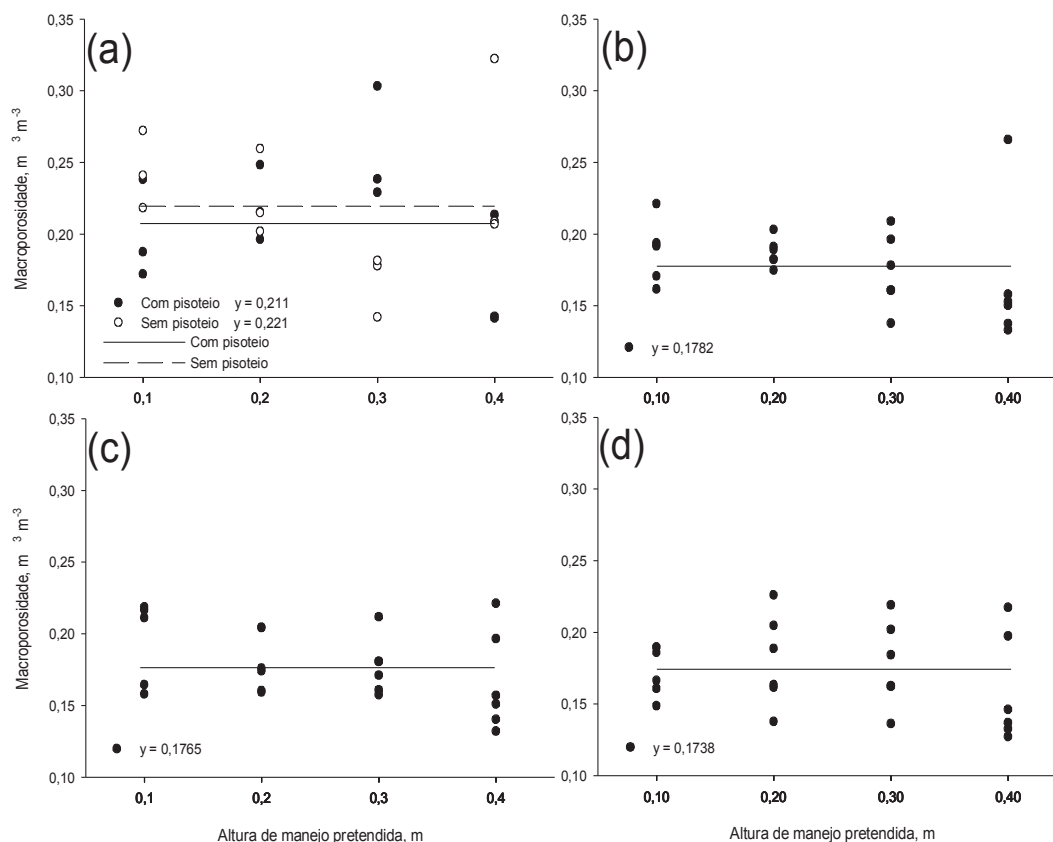 (a)
Macroporosidade, m³ m⁻³
0,35
0,30
0,25
0,20
0,15
0,10
Com pisoteio y = 0,211
Sem pisoteio y = 0,221
Com pisoteio
Sem pisoteio
0,1 0,2 0,3 0,4
(b)
0,35
0,30
0,25
0,20
0,15
0,10
y = 0,1782
0,10 0,20 0,30 0,40
(c)
Macroporosidade, m³ m⁻³
0,35
0,30
0,25
0,20
0,15
0,10
y = 0,1765
0,1 0,2 0,3 0,4
Altura de manejo pretendida, m
(d)
0,35
0,30
0,25
0,20
0,15
0,10
y = 0,1738
0,10 0,20 0,30 0,40
Altura de manejo pretendida, m